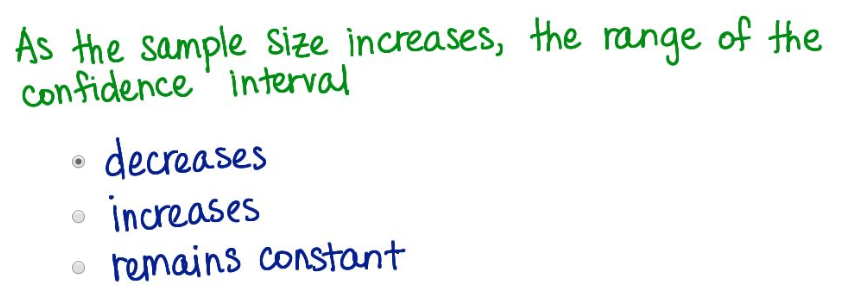 As the sample size increases, the range of the
confidence interval
decreases
increases
remains constant